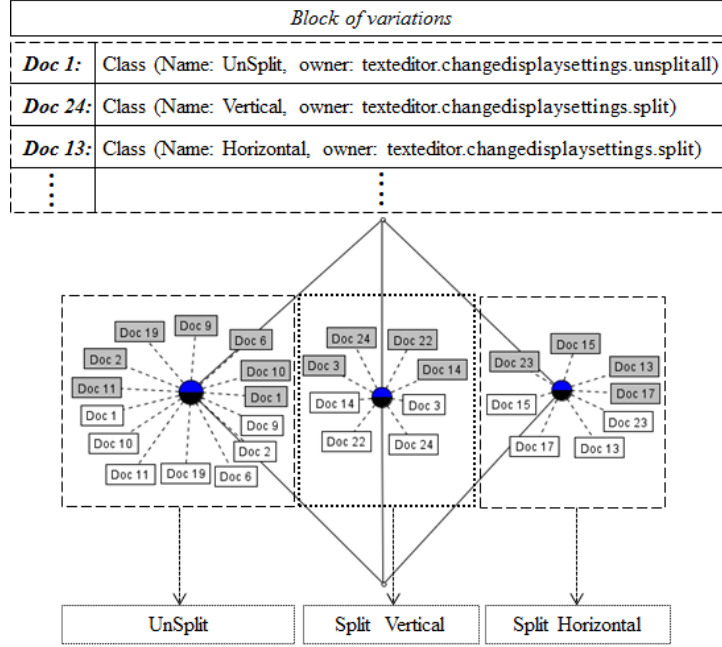 Block of variations
Doc 1: Class (Name: UnSplit, owner: texteditor.changedisplaysettings.unsplitall)
Doc 24: Class (Name: Vertical, owner: texteditor.changedisplaysettings.split)
Doc 13: Class (Name: Horizontal, owner: texteditor.changedisplaysettings.split)
Doc 19
Doc 9
Doc 6
Doc 2
Doc 10
Doc 11
Doc 1
Doc 1
Doc 9
Doc 10
Doc 2
Doc 11
Doc 19
Doc 6
Doc 24
Doc 22
Doc 3
Doc 14
Doc 14
Doc 3
Doc 22
Doc 24
Doc 15
Doc 23
Doc 13
Doc 17
Doc 15
Doc 23
Doc 17
Doc 13
UnSplit
Split Vertical
Split Horizontal